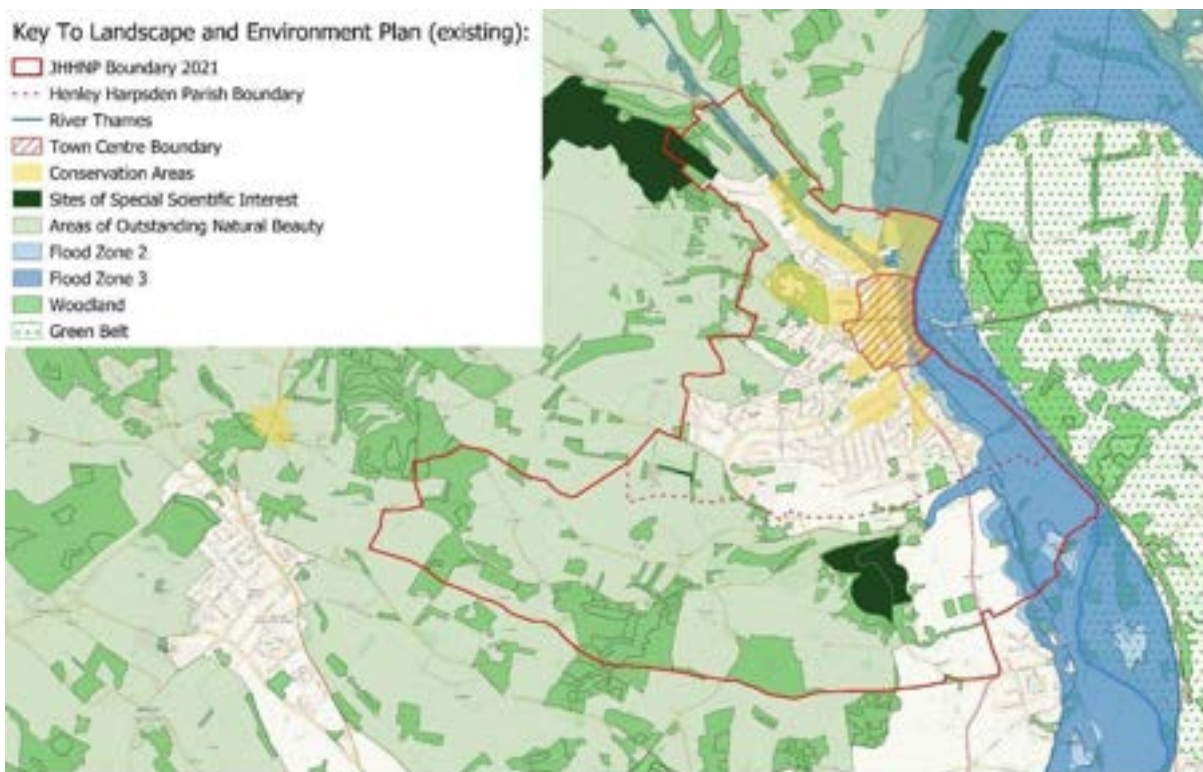 Key To Landscape and Environment Plan (existing):
JHHNP Boundary 2021
Henley Harpsden Parish Boundary
River Thames
Town Centre Boundary
Conservation Areas
Sites of Special Scientific Interest
Areas of Outstanding Natural Beauty
Flood Zone 2
Flood Zone 3
Woodland
Green Belt